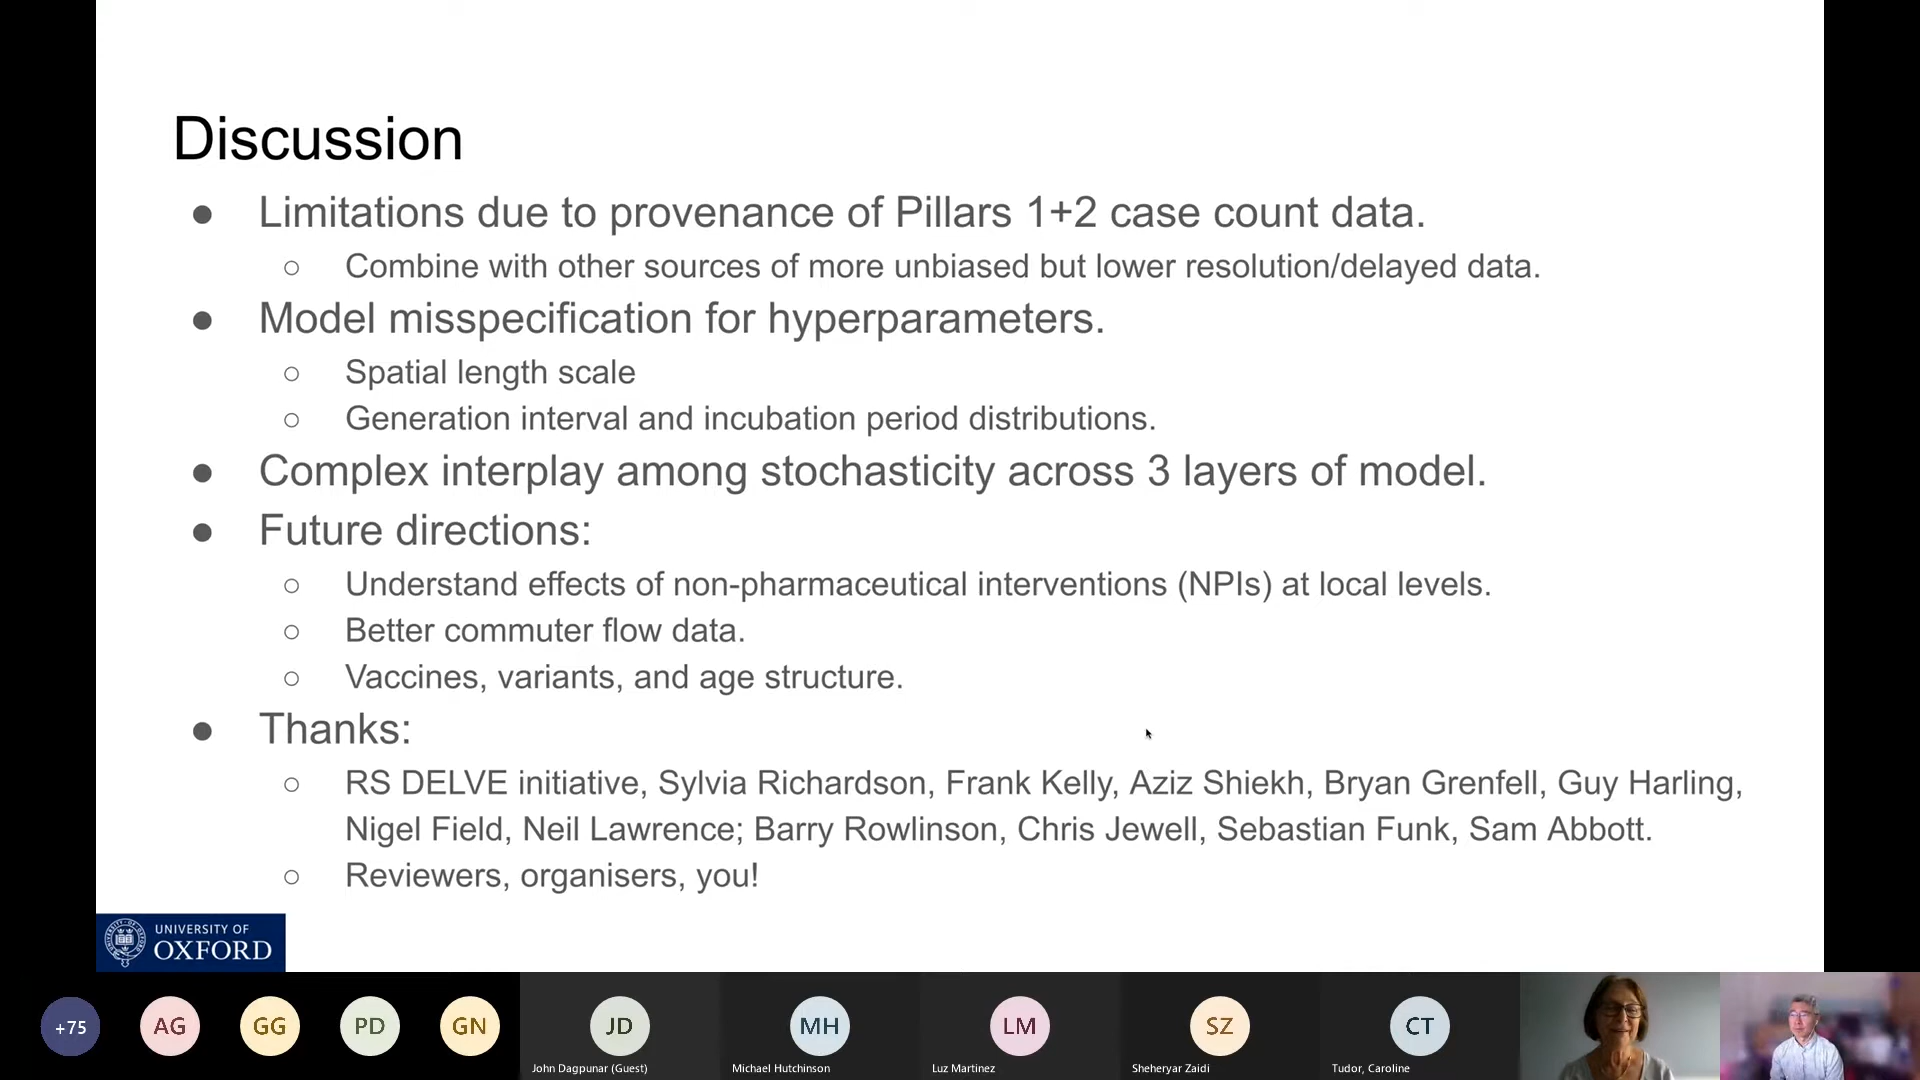 Discussion
● Limitations due to provenance of Pillars 1+2 case count data.
○ Combine with other sources of more unbiased but lower resolution/delayed data.
● Model misspecification for hyperparameters.
○ Spatial length scale
○ Generation interval and incubation period distributions.
● Complex interplay among stochasticity across 3 layers of model.
● Future directions:
○ Understand effects of non-pharmaceutical interventions (NPIs) at local levels.
○ Better commuter flow data.
○ Vaccines, variants, and age structure.
● Thanks:
○ RS DELVE initiative, Sylvia Richardson, Frank Kelly, Aziz Shiekh, Bryan Grenfell, Guy Harling,
Nigel Field, Neil Lawrence; Barry Rowlinson, Chris Jewell, Sebastian Funk, Sam Abbott.
○ Reviewers, organisers, you!
UNIVERSITY OF
OXFORD
+75 AG GG PD GN JD MH LM SZ CT
John Dagpunar (Guest) Michael Hutchinson Luz Martinez Sheheryar Zaidi Tudor, Caroline